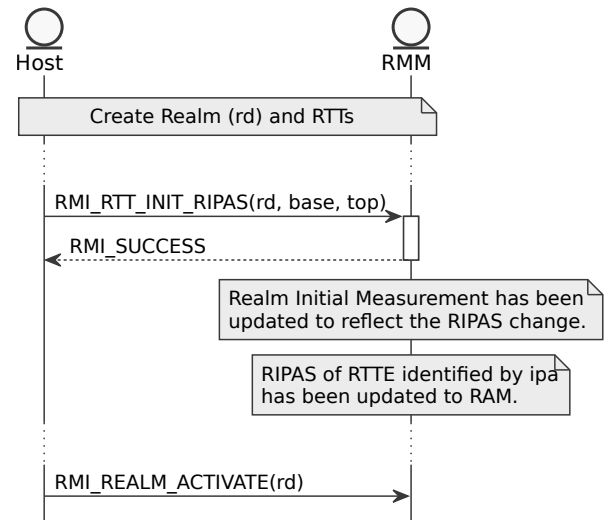 Host
RMM
Create Realm (rd) and RTTs
RMI_RTT_INIT_RIPAS(rd, base, top)
RMI_SUCCESS
Realm Initial Measurement has been
updated to reflect the RIPAS change.
RIPAS of RTTE identified by ipa
has been updated to RAM.
RMI_REALM_ACTIVATE(rd)